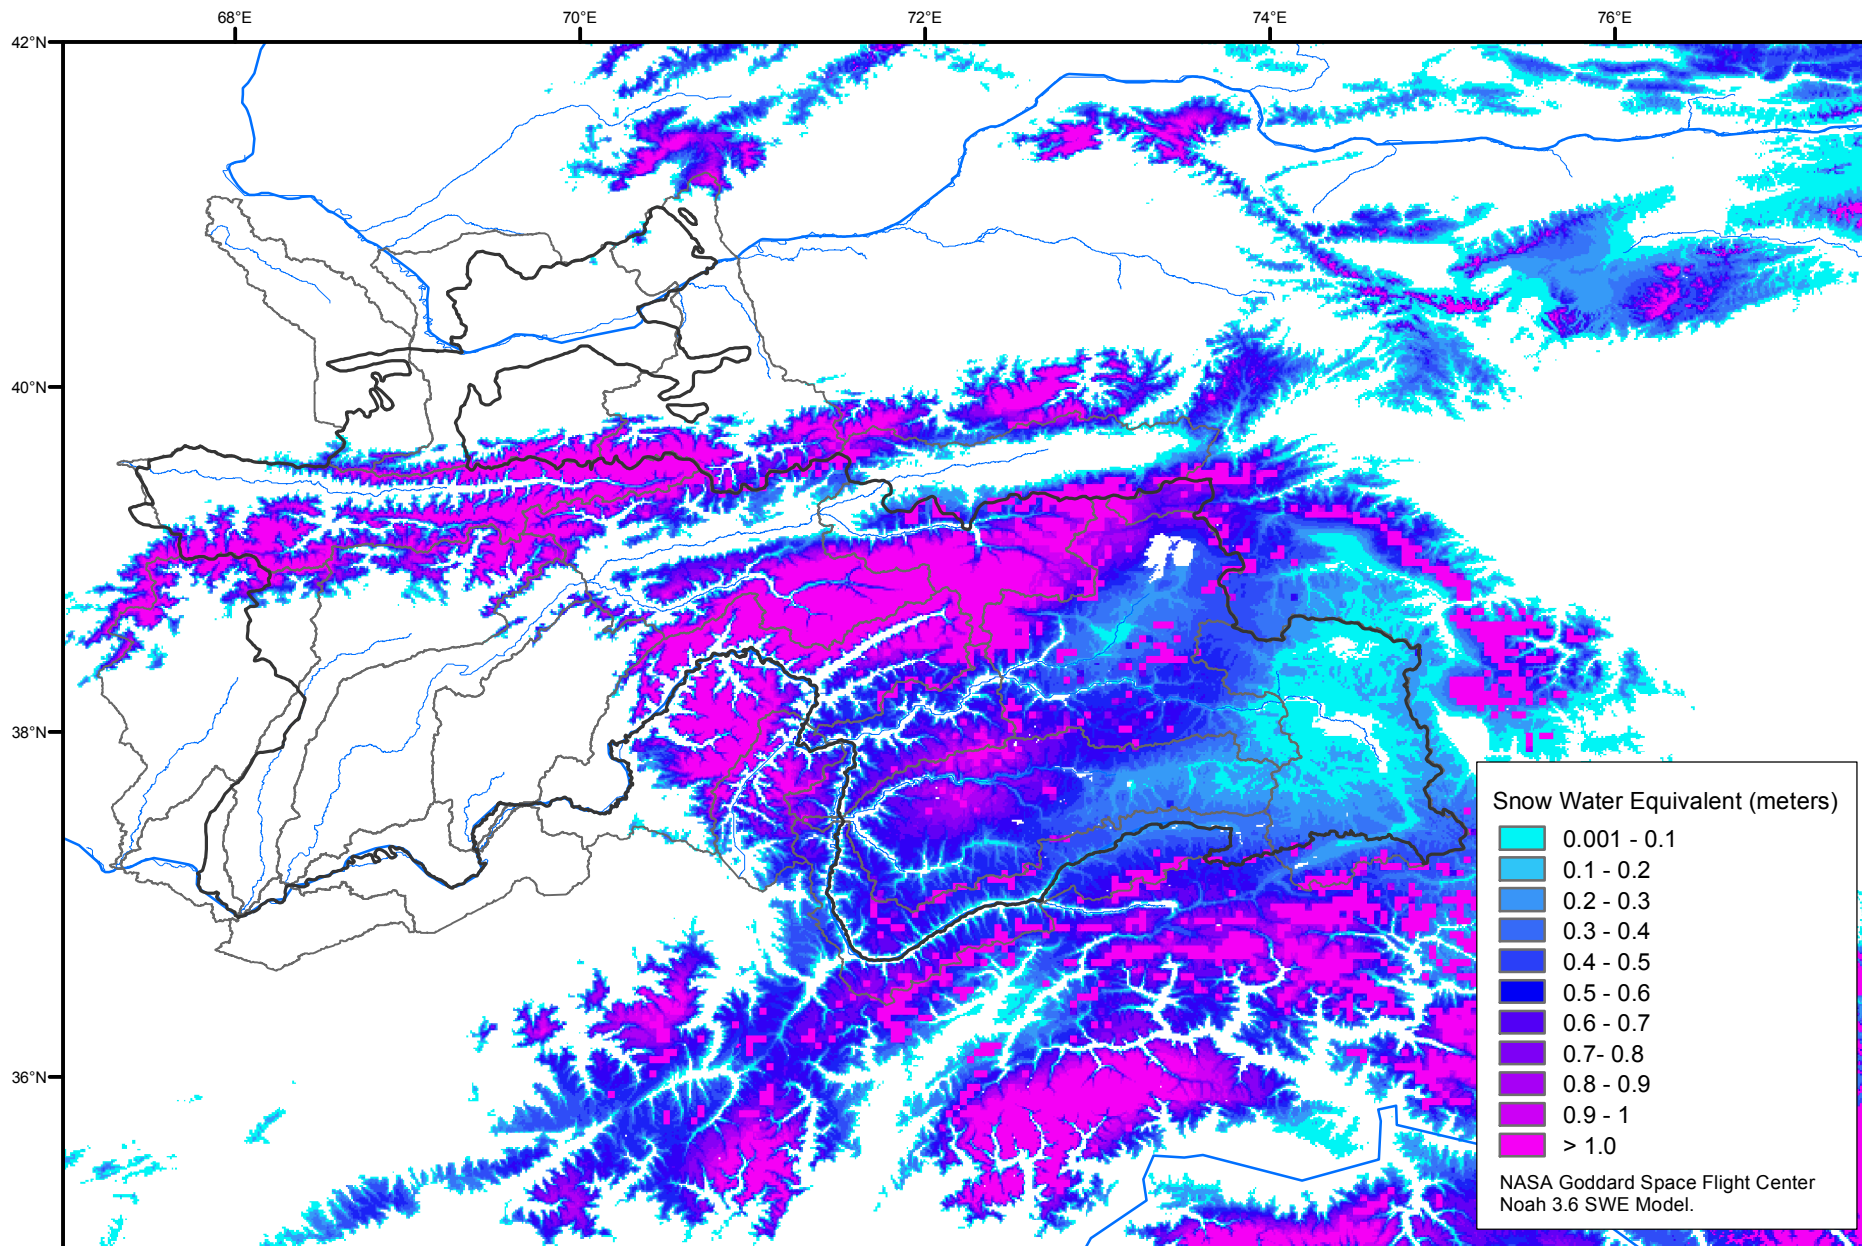 68°E 70°E 72°E 74°E 76°E
42°N
40°N
38°N
36°N
Snow Water Equivalent (meters)
0.001 - 0.1
0.1 - 0.2
0.2 - 0.3
0.3 - 0.4
0.4 - 0.5
0.5 - 0.6
0.6 - 0.7
0.7- 0.8
0.8 - 0.9
0.9 - 1
> 1.0
NASA Goddard Space Flight Center
Noah 3.6 SWE Model.